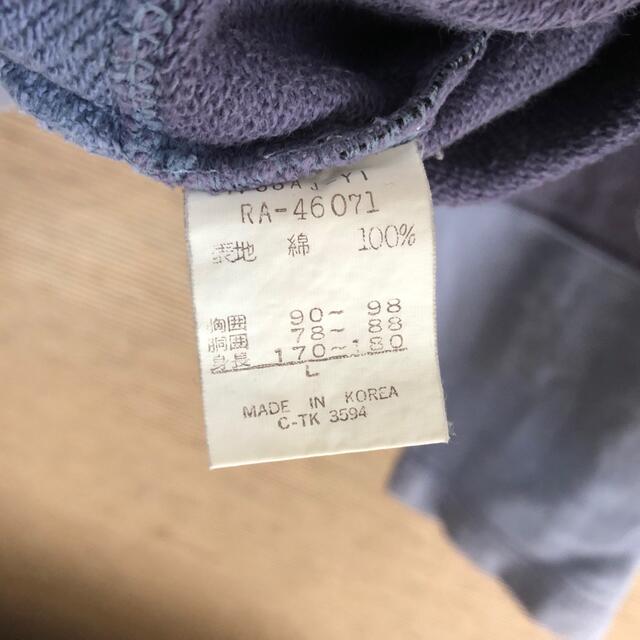 RA-46071
表地 綿 100%
胸囲 90~ 98
胴囲 78~ 88
身長 170~180
L
MADE IN KOREA
C-TK 3594